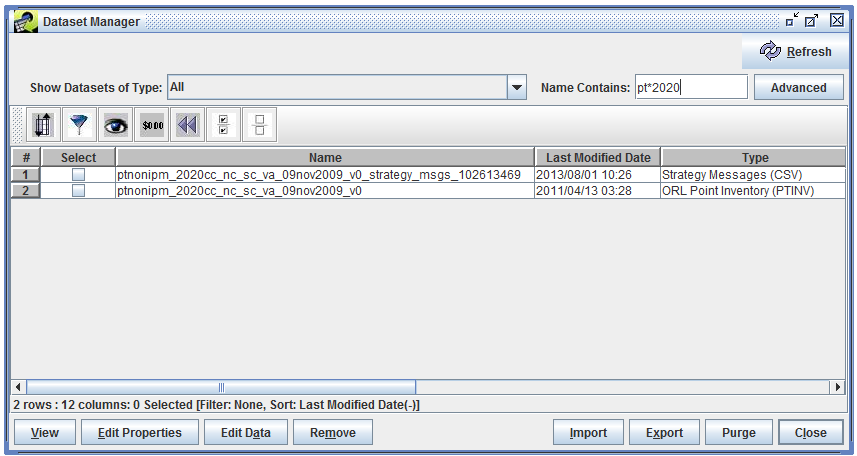 Dataset Manager
Refresh
Show Datasets of Type: All Name Contains: pt*2020 Advanced
$0.00
# Select Name Last Modified Date Type
1 ptnonipm_2020cc_nc_sc_va_09nov2009_v0_strategy_msgs_102613469 2013/08/01 10:26 Strategy Messages (CSV)
2 ptnonipm_2020cc_nc_sc_va_09nov2009_v0 2011/04/13 03:28 ORL Point Inventory (PTINV)
2 rows : 12 columns: 0 Selected [Filter: None, Sort: Last Modified Date(-)]
View Edit Properties Edit Data Remove Import Export Purge Close